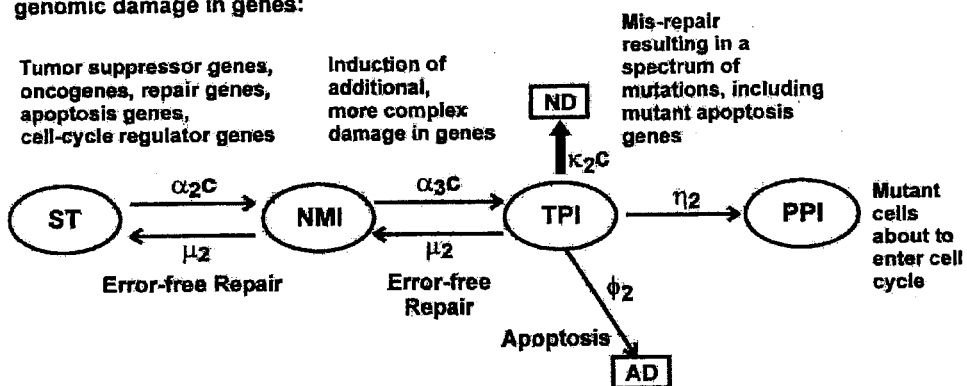 genomic damage in genes:
Tumor suppressor genes,
oncogenes, repair genes,
apoptosis genes,
cell-cycle regulator genes
Induction of
additional,
more complex
damage in genes
Mis-repair
resulting in a
spectrum of
mutations, including
mutant apoptosis
genes
ND
κ2c
ST
α2c
μ2
Error-free Repair
NMI
α3c
μ2
Error-free
Repair
TPI
η2
PPI
Mutant
cells
about to
enter cell
cycle
ϕ2
Apoptosis
AD